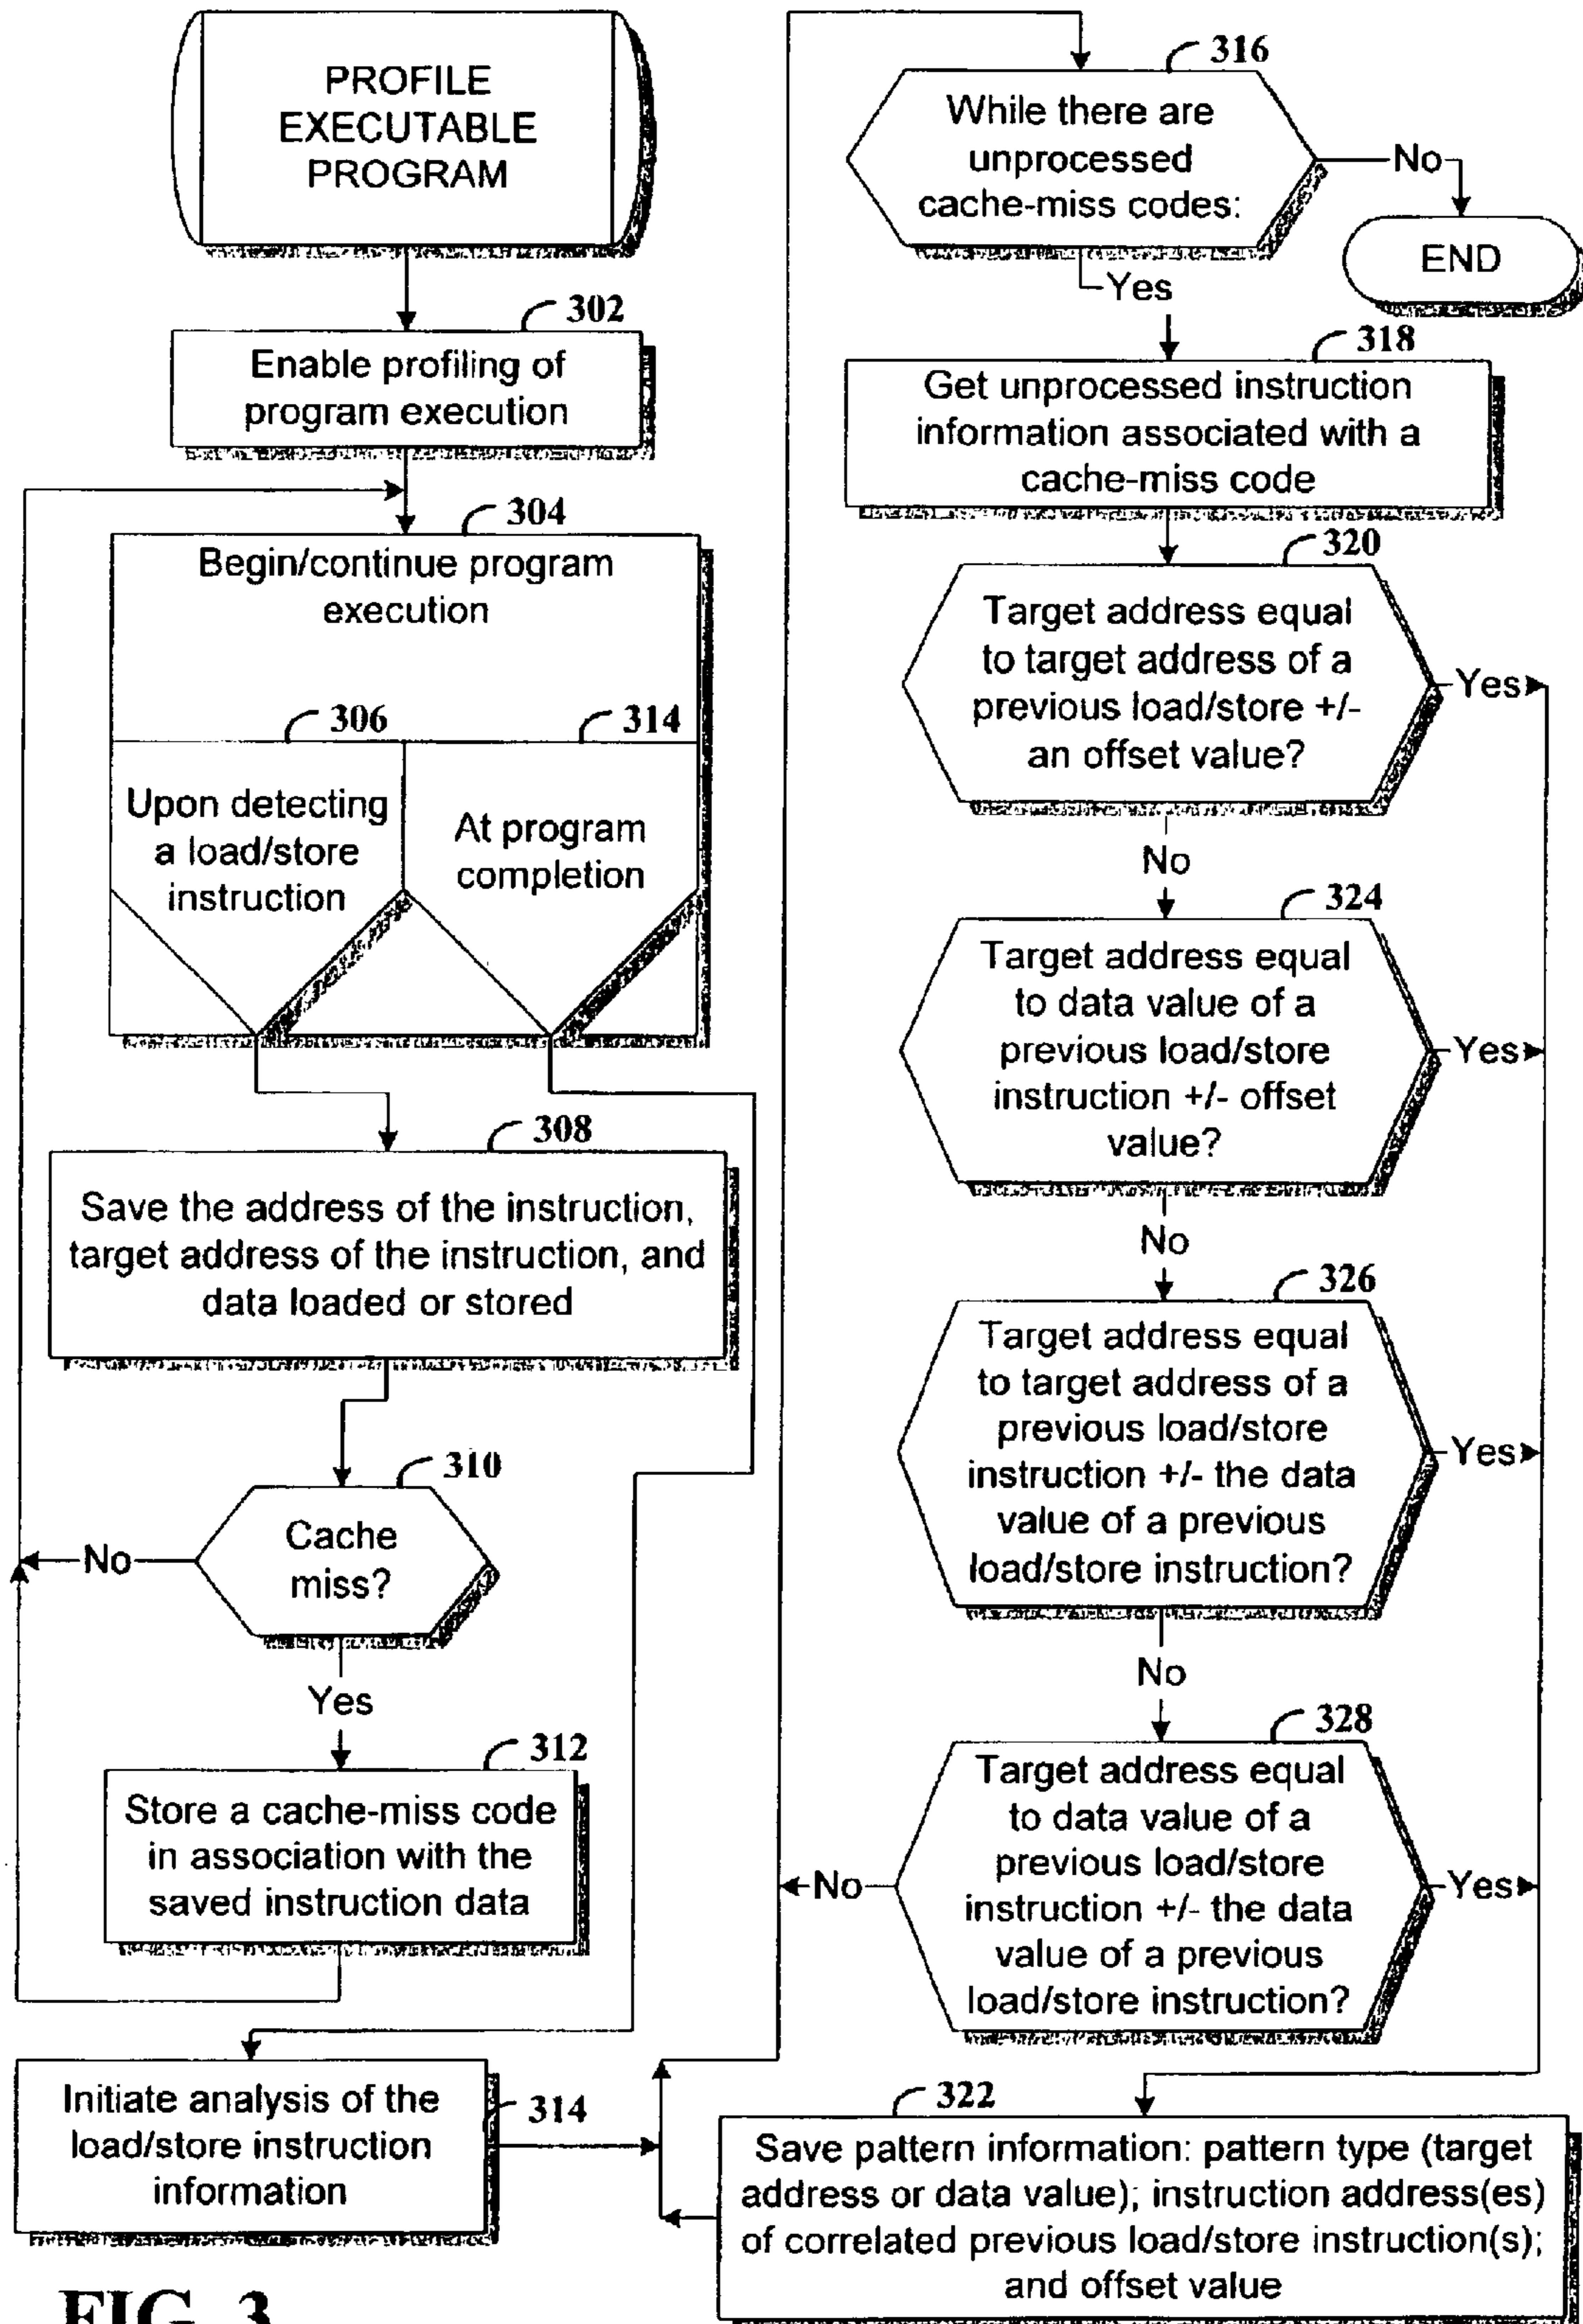 PROFILE
EXECUTABLE
PROGRAM
302
Enable profiling of
program execution
304
Begin/continue program
execution
306
Upon detecting
a load/store
instruction
314
At program
completion
308
Save the address of the instruction,
target address of the instruction, and
data loaded or stored
310
Cache
miss?
No
Yes
312
Store a cache-miss code
in association with the
saved instruction data
Initiate analysis of the
load/store instruction
information
314
FIG. 3
316
While there are
unprocessed
cache-miss codes:
No
END
Yes
318
Get unprocessed instruction
information associated with a
cache-miss code
320
Target address equal
to target address of a
previous load/store +/-
an offset value?
Yes
No
324
Target address equal
to data value of a
previous load/store
instruction +/- offset
value?
Yes
No
326
Target address equal
to target address of a
previous load/store
instruction +/- the data
value of a previous
load/store instruction?
Yes
No
328
Target address equal
to data value of a
previous load/store
instruction +/- the data
value of a previous
load/store instruction?
No
Yes
322
Save pattern information: pattern type (target
address or data value); instruction address(es)
of correlated previous load/store instruction(s);
and offset value